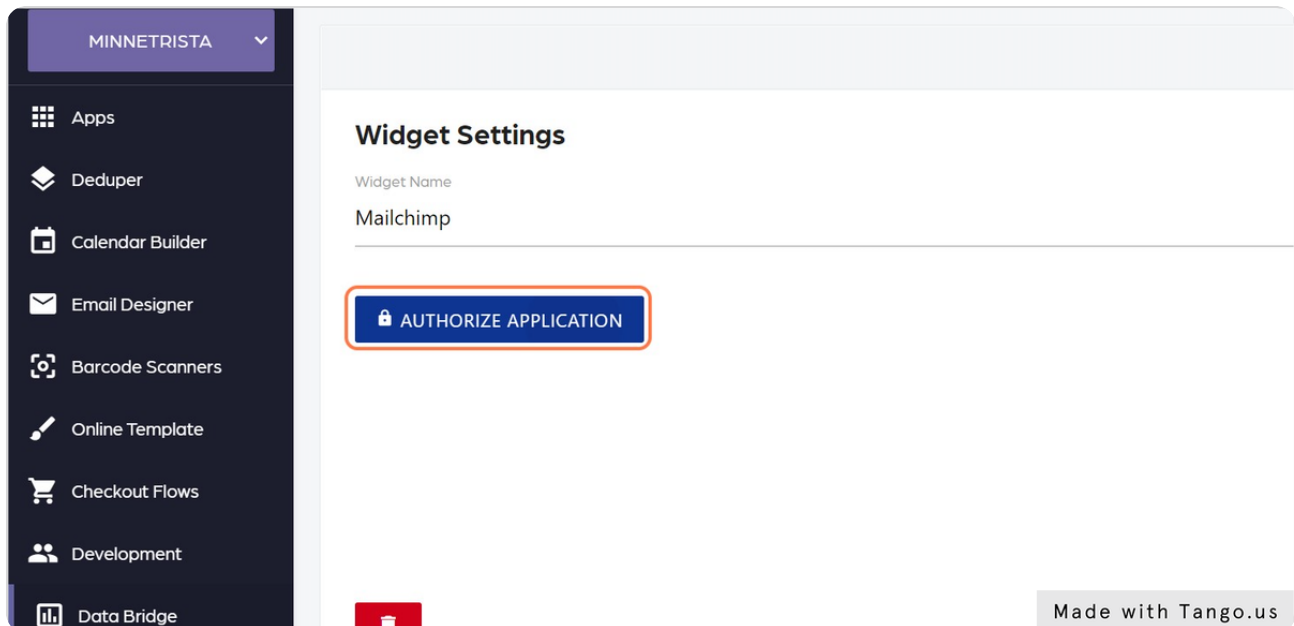 MINNETRISTA
Apps
Deduper
Calendar Builder
Email Designer
Barcode Scanners
Online Template
Checkout Flows
Development
Data Bridge
Widget Settings
Widget Name
Mailchimp
AUTHORIZE APPLICATION
Made with Tango.us